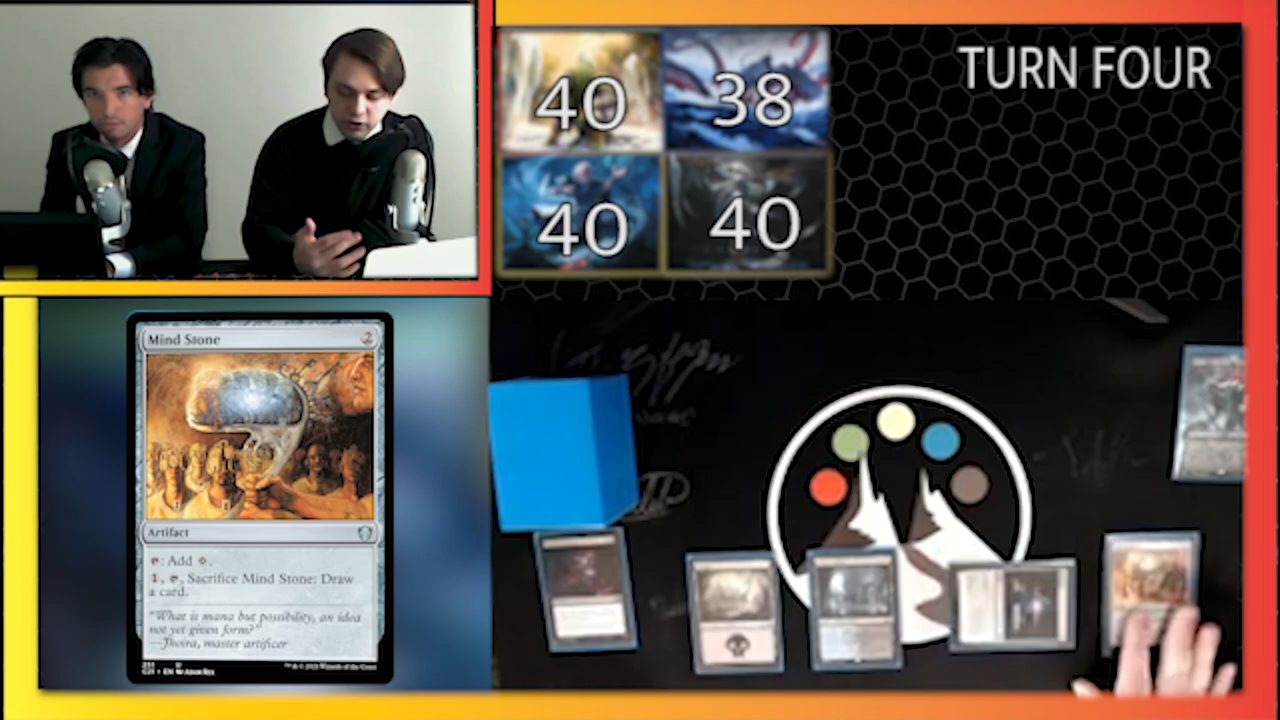 40
38
TURN FOUR
40
40
Mind Stone
2
Artifact
: Add
1, , Sacrifice Mind Stone: Draw
a card.
"What is mana but possibility, an idea
not yet given form?"
—Jhoira, master artificer